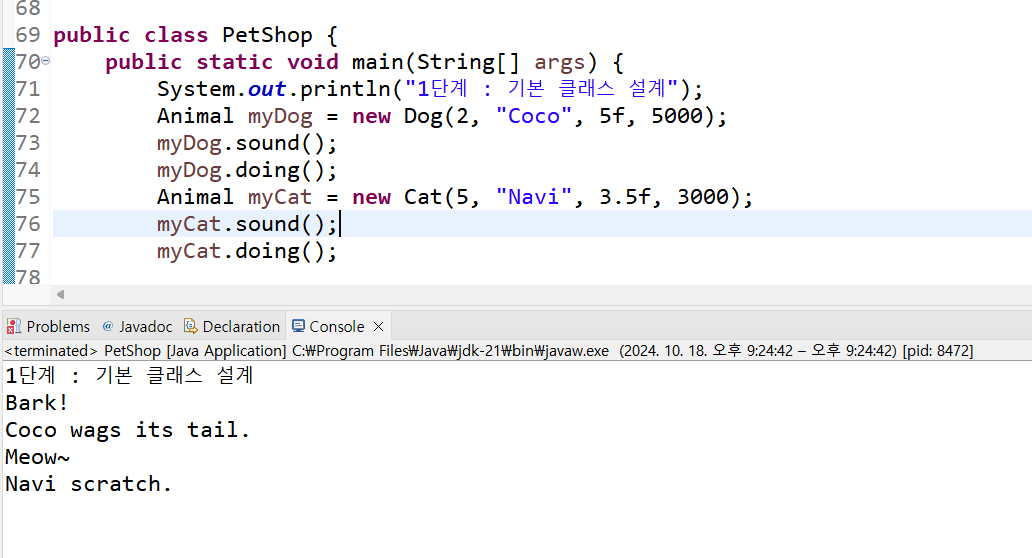 68
69 public class PetShop {
70 public static void main(String[] args) {
71 System.out.println("1단계 : 기본 클래스 설계");
72 Animal myDog = new Dog(2, "Coco", 5f, 5000);
73 myDog.sound();
74 myDog.doing();
75 Animal myCat = new Cat(5, "Navi", 3.5f, 3000);
76 myCat.sound();
77 myCat.doing();
78
Problems @ Javadoc Declaration Console
<terminated> PetShop [Java Application] C:₩Program Files₩Java₩jdk-21₩bin₩javaw.exe (2024. 10. 18. 오후 9:24:42 – 오후 9:24:42) [pid: 8472]
1단계 : 기본 클래스 설계
Bark!
Coco wags its tail.
Meow~
Navi scratch.